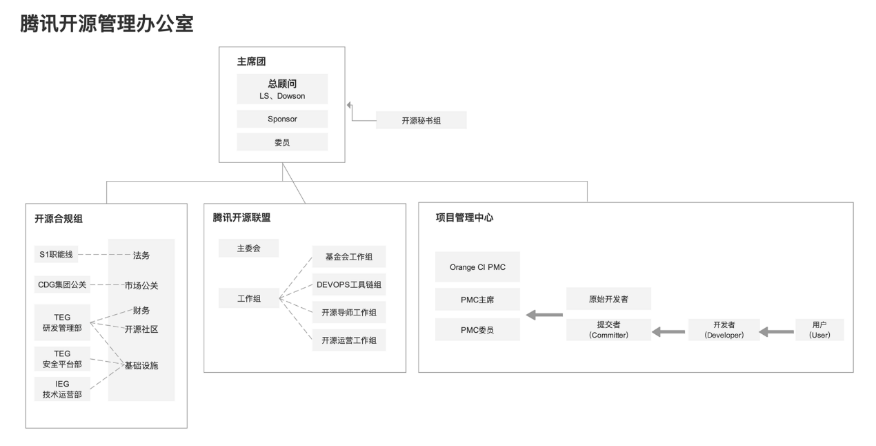 腾讯开源管理办公室
主席团
总顾问
LS、Dowson
Sponsor
委员
开源秘书组
开源合规组
S1职能线
法务
CDG集团公关
市场公关
TEG
研发管理部
财务
开源社区
TEG
安全平台部
基础设施
IEG
技术运营部
腾讯开源联盟
主委会
工作组
基金会工作组
DEVOPS工具链组
开源导师工作组
开源运营工作组
项目管理中心
Orange CI PMC
PMC主席
PMC委员
原始开发者
提交者
(Committer)
开发者
(Developer)
用户
(User)